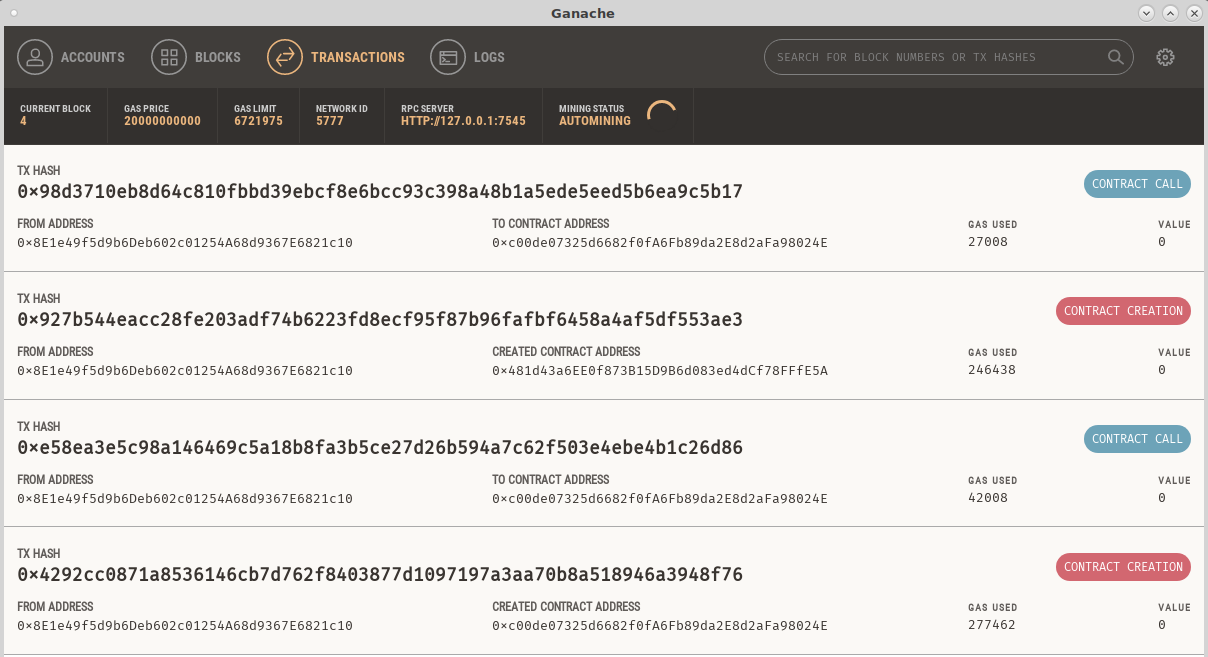 Ganache
ACCOUNTS BLOCKS TRANSACTIONS LOGS SEARCH FOR BLOCK NUMBERS OR TX HASHES
CURRENT BLOCK GAS PRICE GAS LIMIT NETWORK ID RPC SERVER MINING STATUS
4 20000000000 6721975 5777 HTTP://127.0.0.1:7545 AUTOMINING
TX HASH
0×98d3710eb8d64c810fbbd39ebcf8e6bcc93c398a48b1a5ede5eed5b6ea9c5b17 CONTRACT CALL
FROM ADDRESS TO CONTRACT ADDRESS GAS USED VALUE
0×8E1e49f5d9b6Deb602c01254A68d9367E6821c10 0×c00de07325d6682f0fA6Fb89da2E8d2aFa98024E 27008 0
TX HASH
0×927b544eacc28fe203adf74b6223fd8ecf95f87b96fafbf6458a4af5df553ae3 CONTRACT CREATION
FROM ADDRESS CREATED CONTRACT ADDRESS GAS USED VALUE
0×8E1e49f5d9b6Deb602c01254A68d9367E6821c10 0×481d43a6EE0f873B15D9B6d083ed4dCf78FFfE5A 246438 0
TX HASH
0×e58ea3e5c98a146469c5a18b8fa3b5ce27d26b594a7c62f503e4ebe4b1c26d86 CONTRACT CALL
FROM ADDRESS TO CONTRACT ADDRESS GAS USED VALUE
0×8E1e49f5d9b6Deb602c01254A68d9367E6821c10 0×c00de07325d6682f0fA6Fb89da2E8d2aFa98024E 42008 0
TX HASH
0×4292cc0871a8536146cb7d762f8403877d1097197a3aa70b8a518946a3948f76 CONTRACT CREATION
FROM ADDRESS CREATED CONTRACT ADDRESS GAS USED VALUE
0×8E1e49f5d9b6Deb602c01254A68d9367E6821c10 0×c00de07325d6682f0fA6Fb89da2E8d2aFa98024E 277462 0